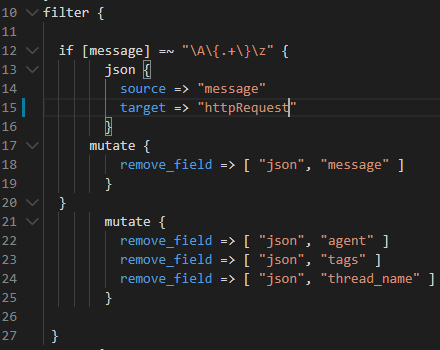 10 filter {
11
12 if [message] =~ "\A\{.+\}\z" {
13 json {
14 source => "message"
15 target => "httpRequest"
16 }
17 mutate {
18 remove_field => [ "json", "message" ]
19 }
20 }
21 mutate {
22 remove_field => [ "json", "agent" ]
23 remove_field => [ "json", "tags" ]
24 remove_field => [ "json", "thread_name" ]
25 }
26
27 }